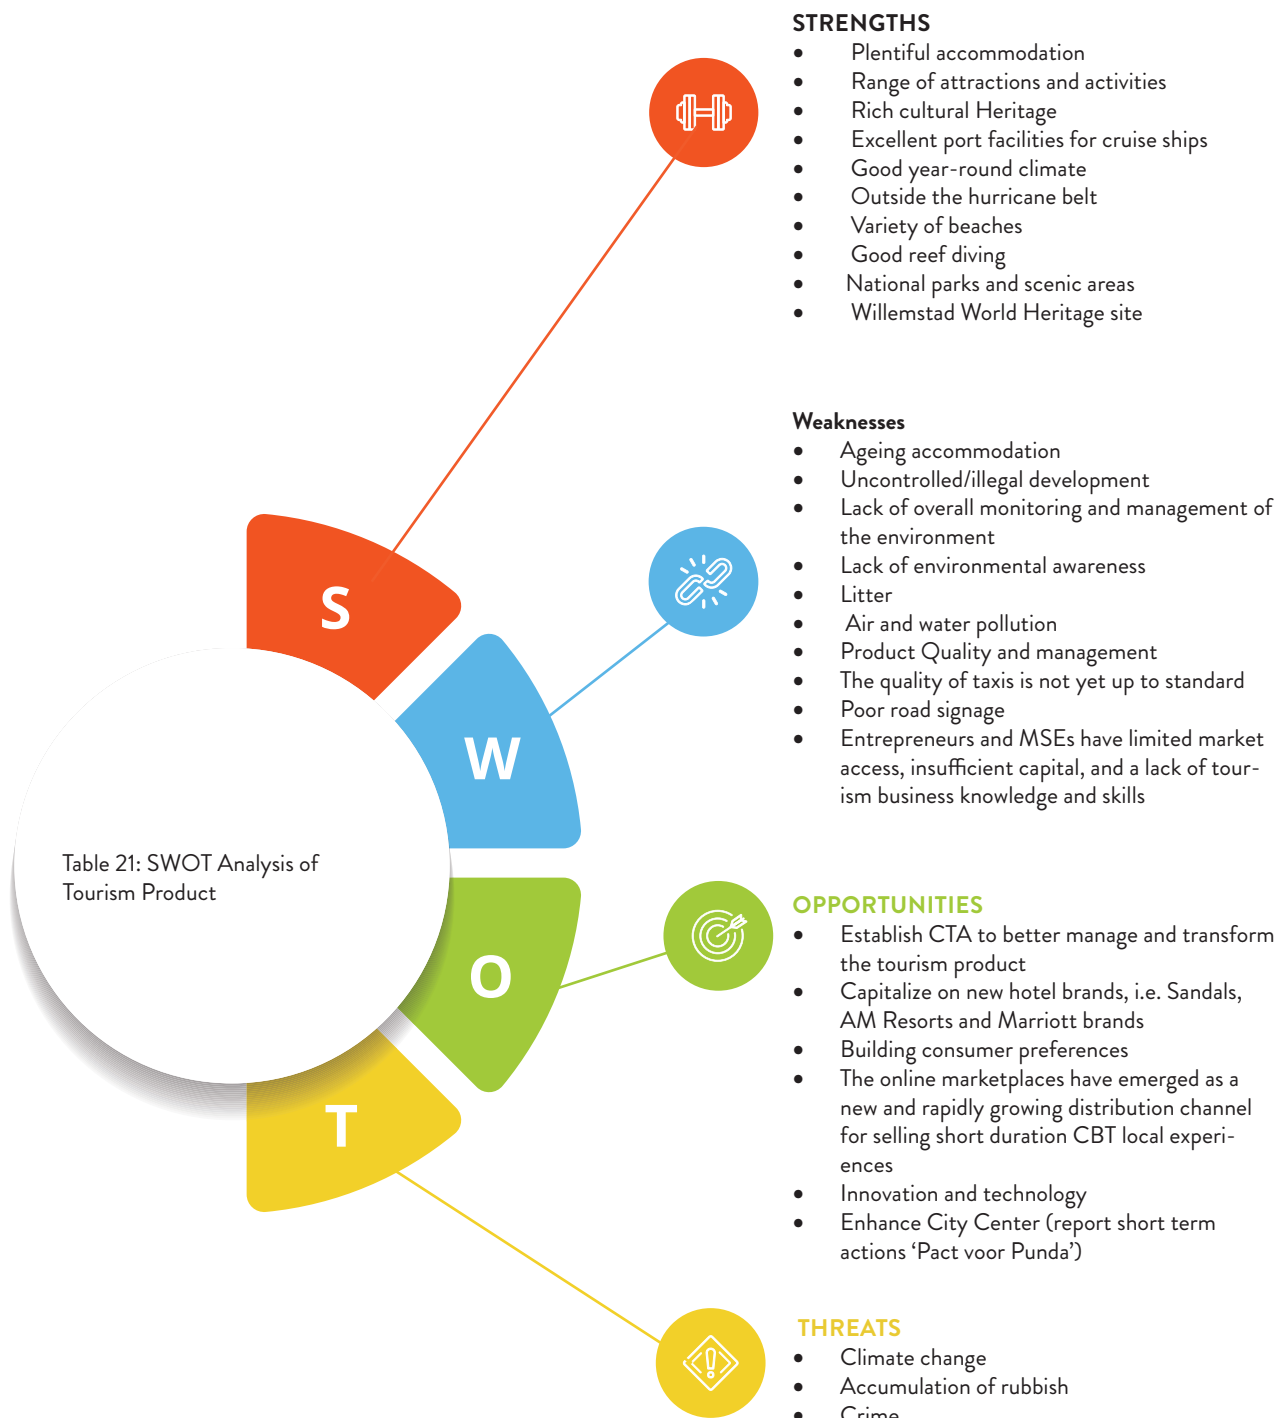 STRENGTHS
• Plentiful accommodation
• Range of attractions and activities
• Rich cultural Heritage
• Excellent port facilities for cruise ships
• Good year-round climate
• Outside the hurricane belt
• Variety of beaches
• Good reef diving
• National parks and scenic areas
• Willemstad World Heritage site
Weaknesses
• Ageing accommodation
• Uncontrolled/illegal development
• Lack of overall monitoring and management of
the environment
• Lack of environmental awareness
• Litter
• Air and water pollution
• Product Quality and management
• The quality of taxis is not yet up to standard
• Poor road signage
• Entrepreneurs and MSEs have limited market
access, insufficient capital, and a lack of tour-
ism business knowledge and skills
S
W
O
T
Table 21: SWOT Analysis of
Tourism Product
OPPORTUNITIES
• Establish CTA to better manage and transform
the tourism product
• Capitalize on new hotel brands, i.e. Sandals,
AM Resorts and Marriott brands
• Building consumer preferences
• The online marketplaces have emerged as a
new and rapidly growing distribution channel
for selling short duration CBT local experi-
ences
• Innovation and technology
• Enhance City Center (report short term
actions ‘Pact voor Punda’)
THREATS
• Climate change
• Accumulation of rubbish
• Crime